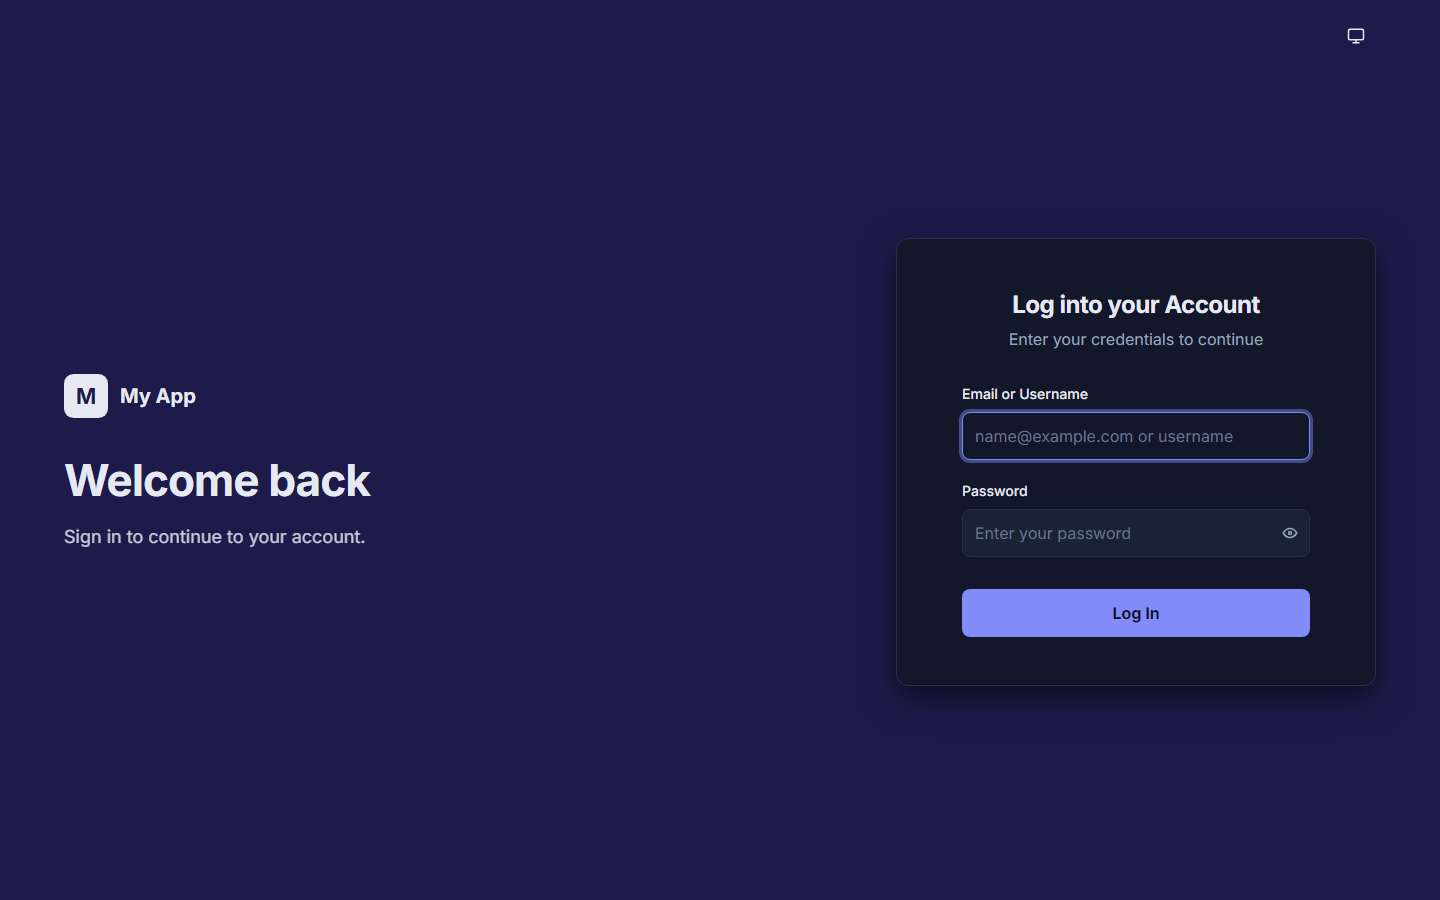 M
My App
Welcome back
Sign in to continue to your account.
Log into your Account
Enter your credentials to continue
Email or Username
name@example.com or username
Password
Enter your password
Log In